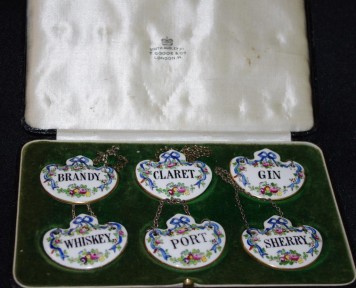 BRANDY.
CLARET.
GIN
WHISKEY.
PORT
SHERRY